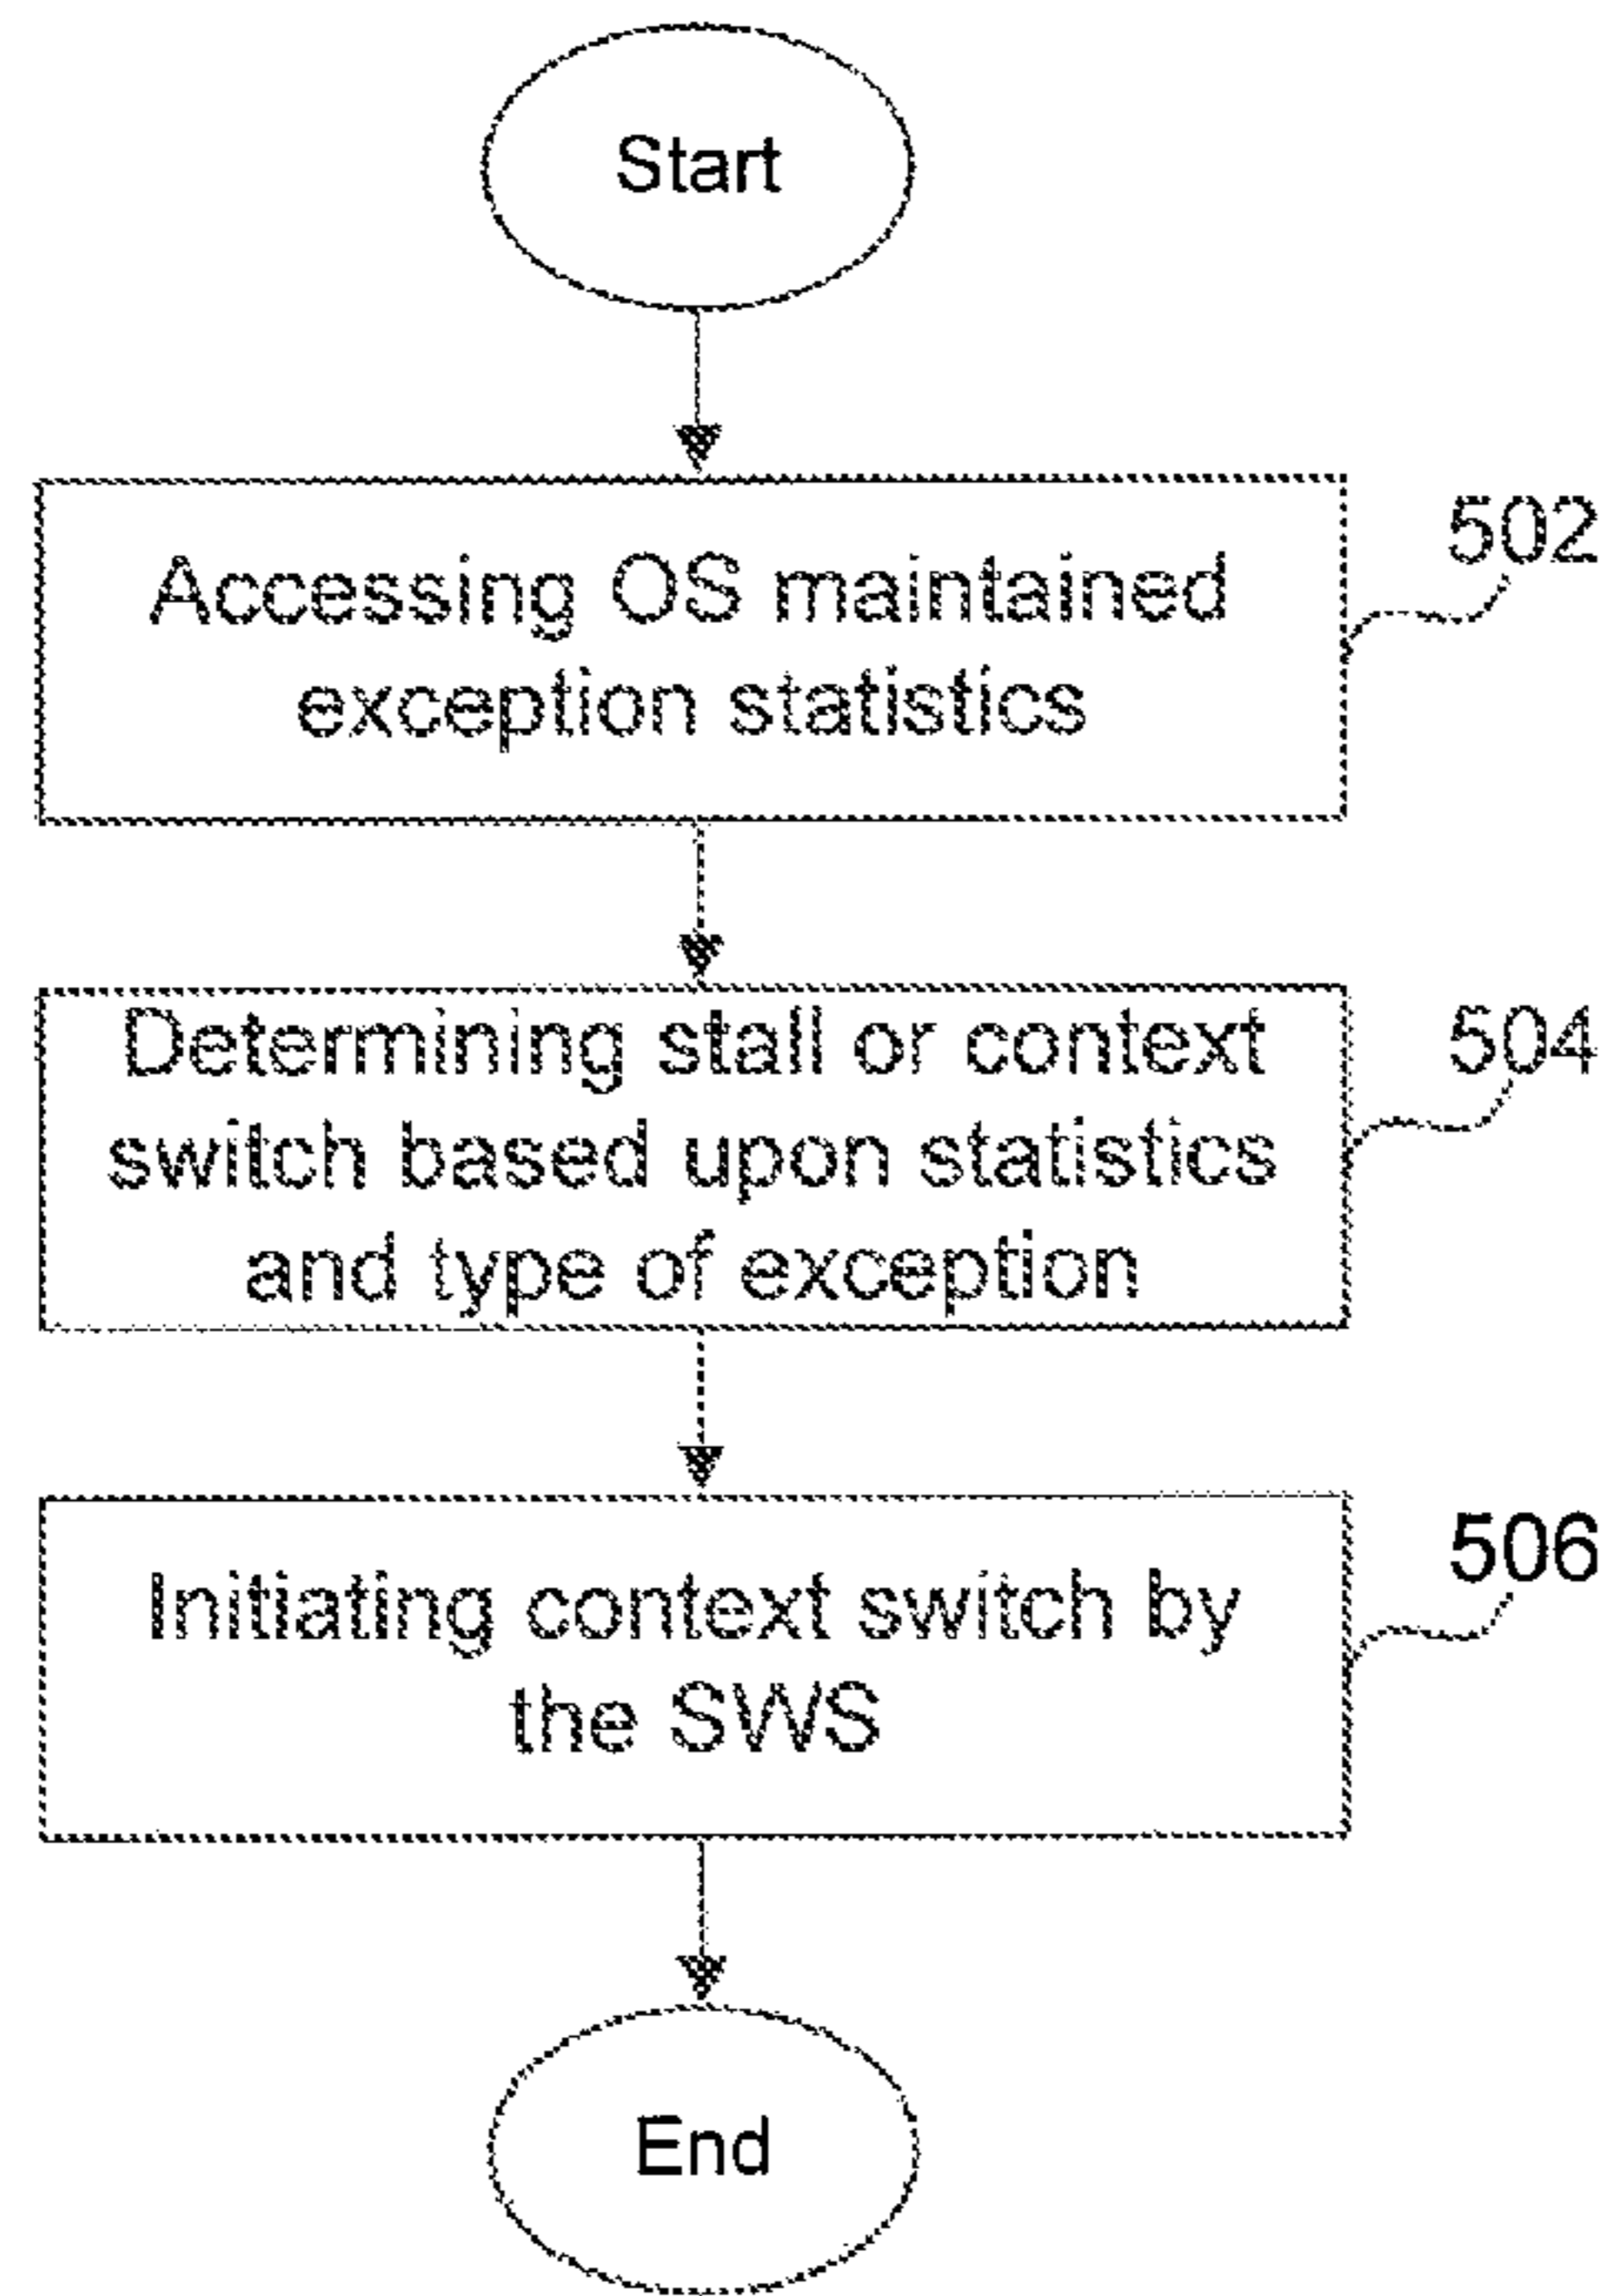 Start
Accessing OS maintained
exception statistics
502
Determining stall or context
switch based upon statistics
and type of exception
504
Initiating context switch by
the SWS
506
End